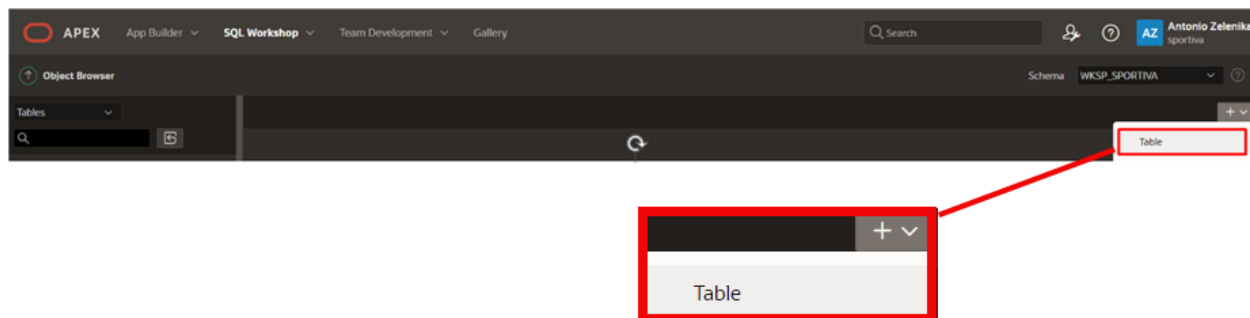 APEX App Builder SQL Workshop Team Development Gallery Search AZ Antonio Zelenika
sportiva
Object Browser Schema WKSP_SPORTIVA
Tables
Table
Table